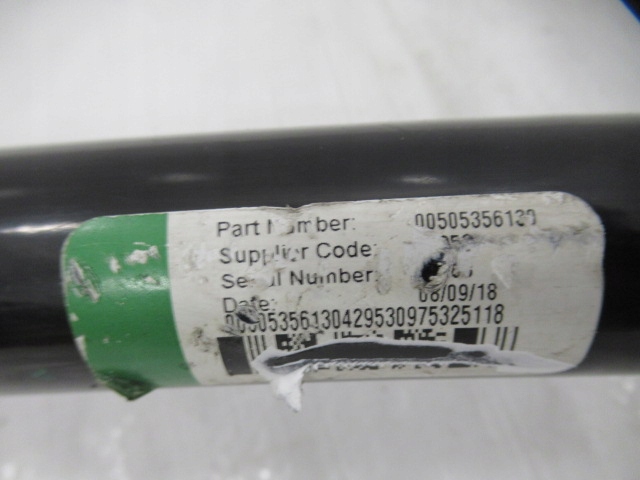 Part Number: 00505356130
Supplier Code:
Serial Number
Date: 08/09/18
00505356130429530975325118